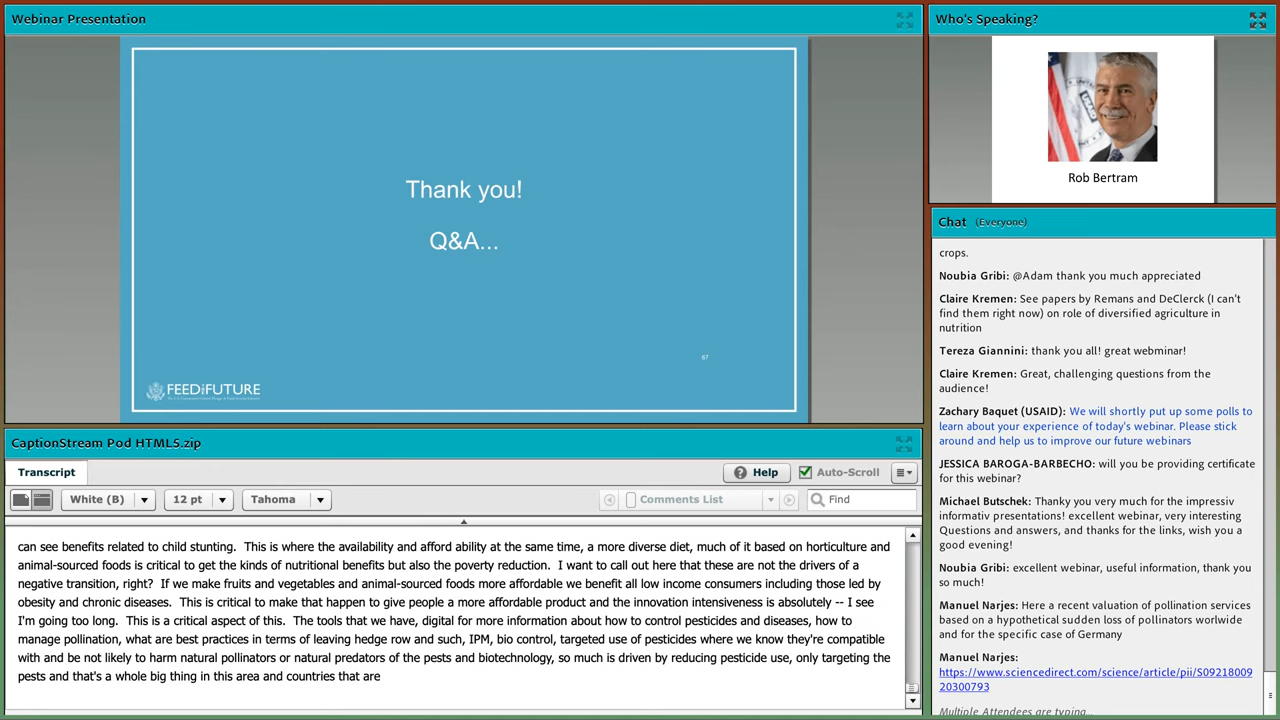 Webinar Presentation
Thank you!
Q&A...
67
FEEDTHEFUTURE
CaptionStream Pod HTML5.zip
Transcript
Help
Auto-Scroll
White (B)
12 pt
Tahoma
Comments List
Find
can see benefits related to child stunting.  This is where the availability and afford ability at the same time, a more diverse diet, much of it based on horticulture and
animal-sourced foods is critical to get the kinds of nutritional benefits but also the poverty reduction.  I want to call out here that these are not the drivers of a
negative transition, right?  If we make fruits and vegetables and animal-sourced foods more affordable we benefit all low income consumers including those led by
obesity and chronic diseases.  This is critical to make that happen to give people a more affordable product and the innovation intensiveness is absolutely -- I see
I'm going too long.  This is a critical aspect of this.  The tools that we have, digital for more information about how to control pesticides and diseases, how to
manage pollination, what are best practices in terms of leaving hedge row and such, IPM, bio control, targeted use of pesticides where we know they're compatible
with and be not likely to harm natural pollinators or natural predators of the pests and biotechnology, so much is driven by reducing pesticide use, only targeting the
pests and that's a whole big thing in this area and countries that are
Who's Speaking?
Rob Bertram
Chat (Everyone)
crops.
Noubia Gribi: @Adam thank you much appreciated
Claire Kremen: See papers by Remans and DeClerck (I can't
find them right now) on role of diversified agriculture in
nutrition
Tereza Giannini: thank you all! great webminar!
Claire Kremen: Great, challenging questions from the
audience!
Zachary Baquet (USAID): We will shortly put up some polls to
learn about your experience of today's webinar. Please stick
around and help us to improve our future webinars
JESSICA BAROGA-BARBECHO: will you be providing certificate
for this webinar?
Michael Butschek: Thanky you very much for the impressiv
informativ presentations! excellent webinar, very interesting
Questions and answers, and thanks for the links, wish you a
good evening!
Noubia Gribi: excellent webinar, useful information, thank you
so much!
Manuel Narjes: Here a recent valuation of pollination services
based on a hypothetical sudden loss of pollinators worlwide
and for the specific case of Germany
Manuel Narjes:
https://www.sciencedirect.com/science/article/pii/S09218009
20300793
Multiple Attendees are typing...